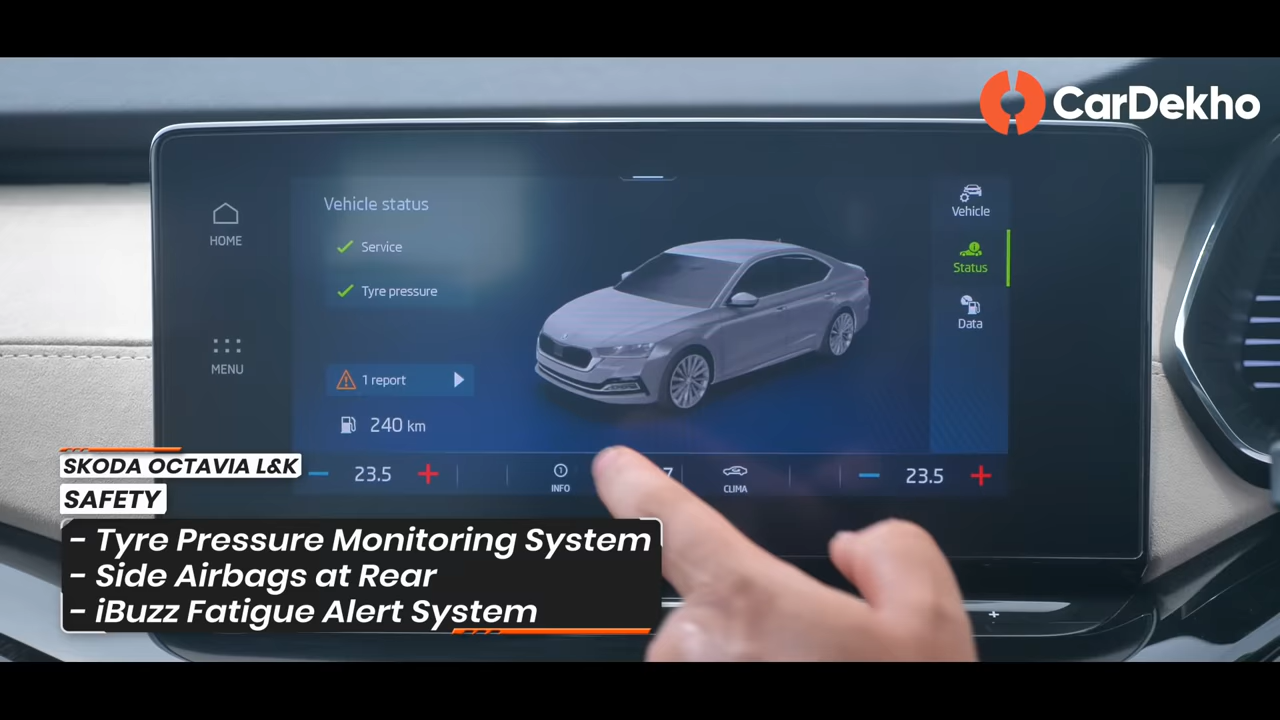 CarDekho
Vehicle status
Service
Tyre pressure
1 report
240 km
HOME
MENU
Vehicle
Status
Data
23.5
INFO
CLIMA
23.5
SKODA OCTAVIA L&K
SAFETY
- Tyre Pressure Monitoring System
- Side Airbags at Rear
- iBuzz Fatigue Alert System